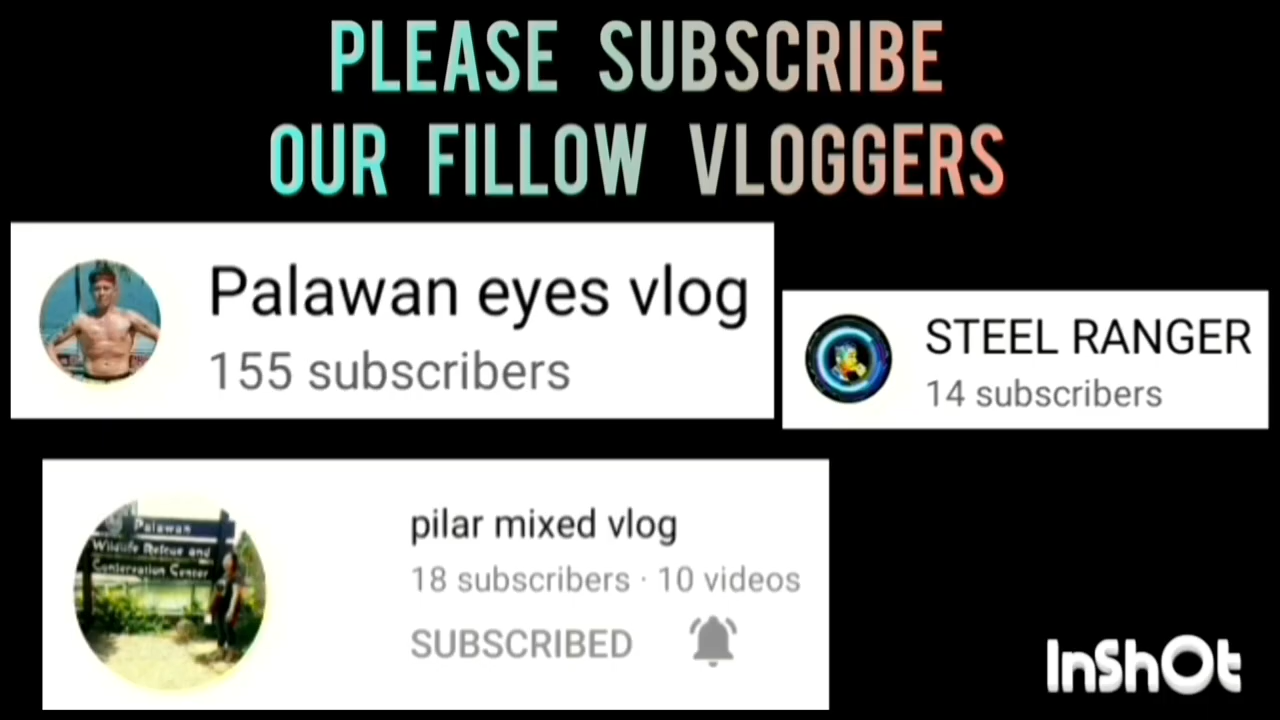 PLEASE SUBSCRIBE
OUR FILLOW VLOGGERS
Palawan eyes vlog
155 subscribers
STEEL RANGER
14 subscribers
Palawan
Wildlife Rescue and
Conservation Center
pilar mixed vlog
18 subscribers · 10 videos
SUBSCRIBED
InShOt